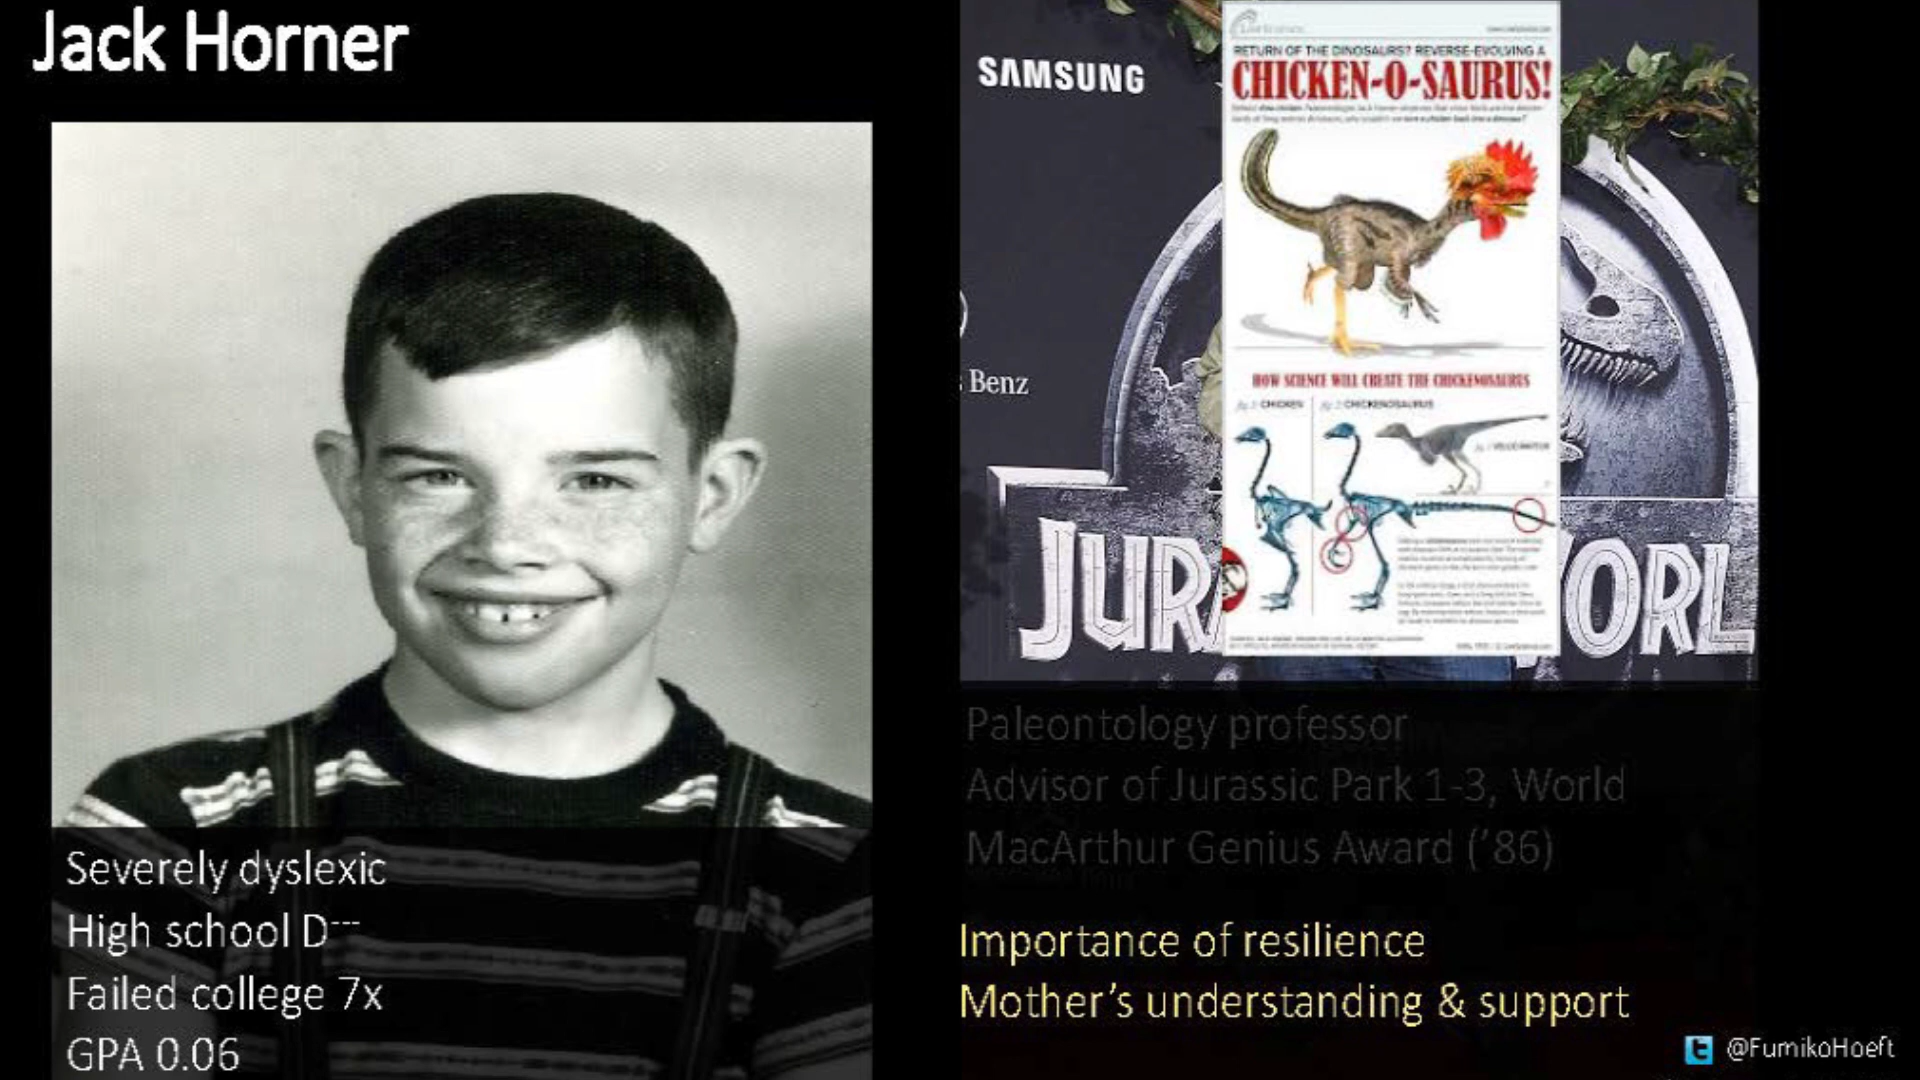 Jack Horner
Severely dyslexic
High school D---
Failed college 7x
GPA 0.06
SAMSUNG
Benz
JURA
ORL
RETURN OF THE DINOSAURS? REVERSE-EVOLVING A
CHICKEN-O-SAURUS!
HOW SCIENCE WILL CREATE THE CHICKENOSAURUS
CHICKEN
CHICKENOSAURUS
Paleontology professor
Advisor of Jurassic Park 1-3, World
MacArthur Genius Award (’86)
Importance of resilience
Mother’s understanding & support
@FumikoHoeft